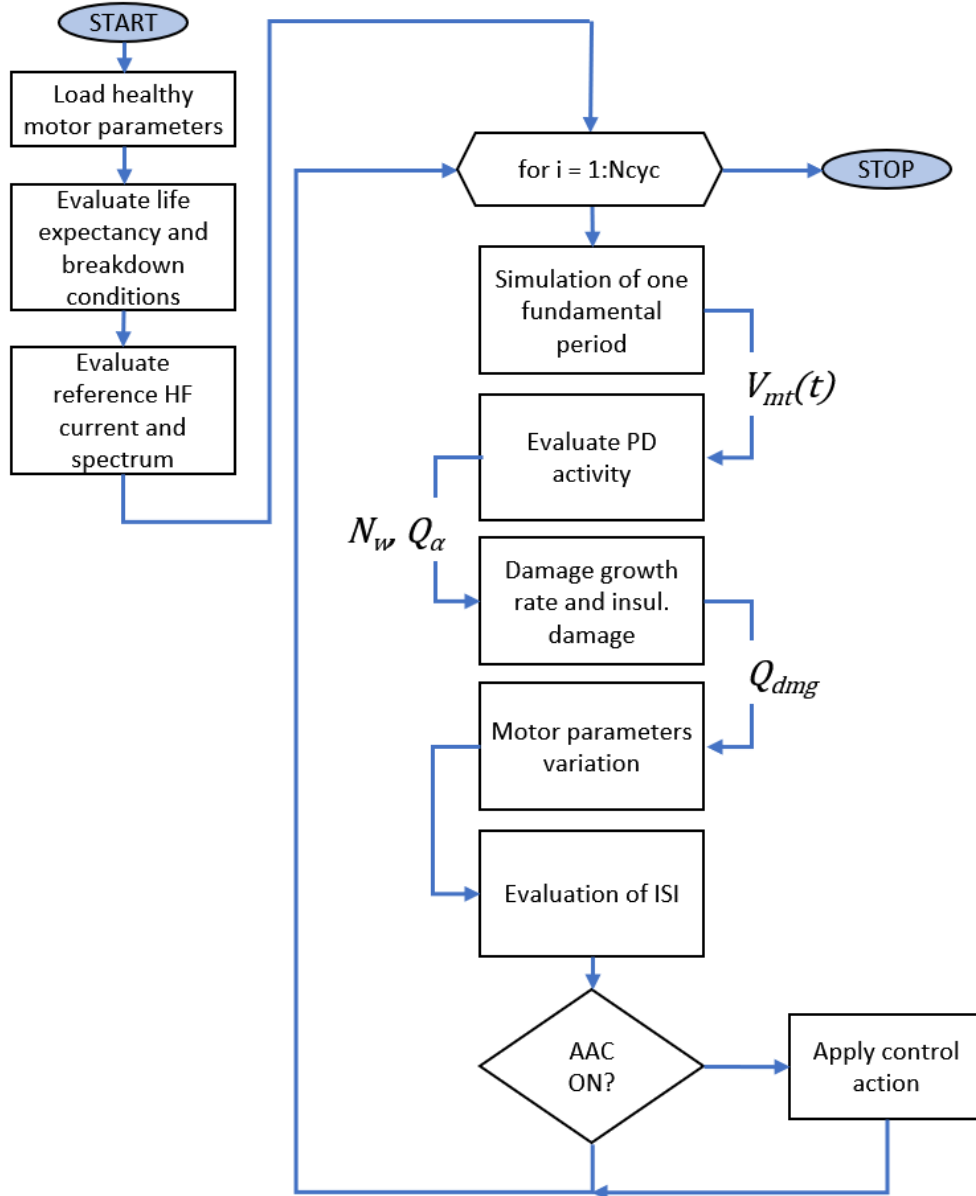 START
Load healthy
motor parameters
Evaluate life
expectancy and
breakdown
conditions
Evaluate
reference HF
current and
spectrum
for i = 1:Ncyc
STOP
Simulation of one
fundamental
period
V_mt(t)
Evaluate PD
activity
N_w, Q_α
Damage growth
rate and insul.
damage
Q_dmg
Motor parameters
variation
Evaluation of ISI
AAC
ON?
Apply control
action